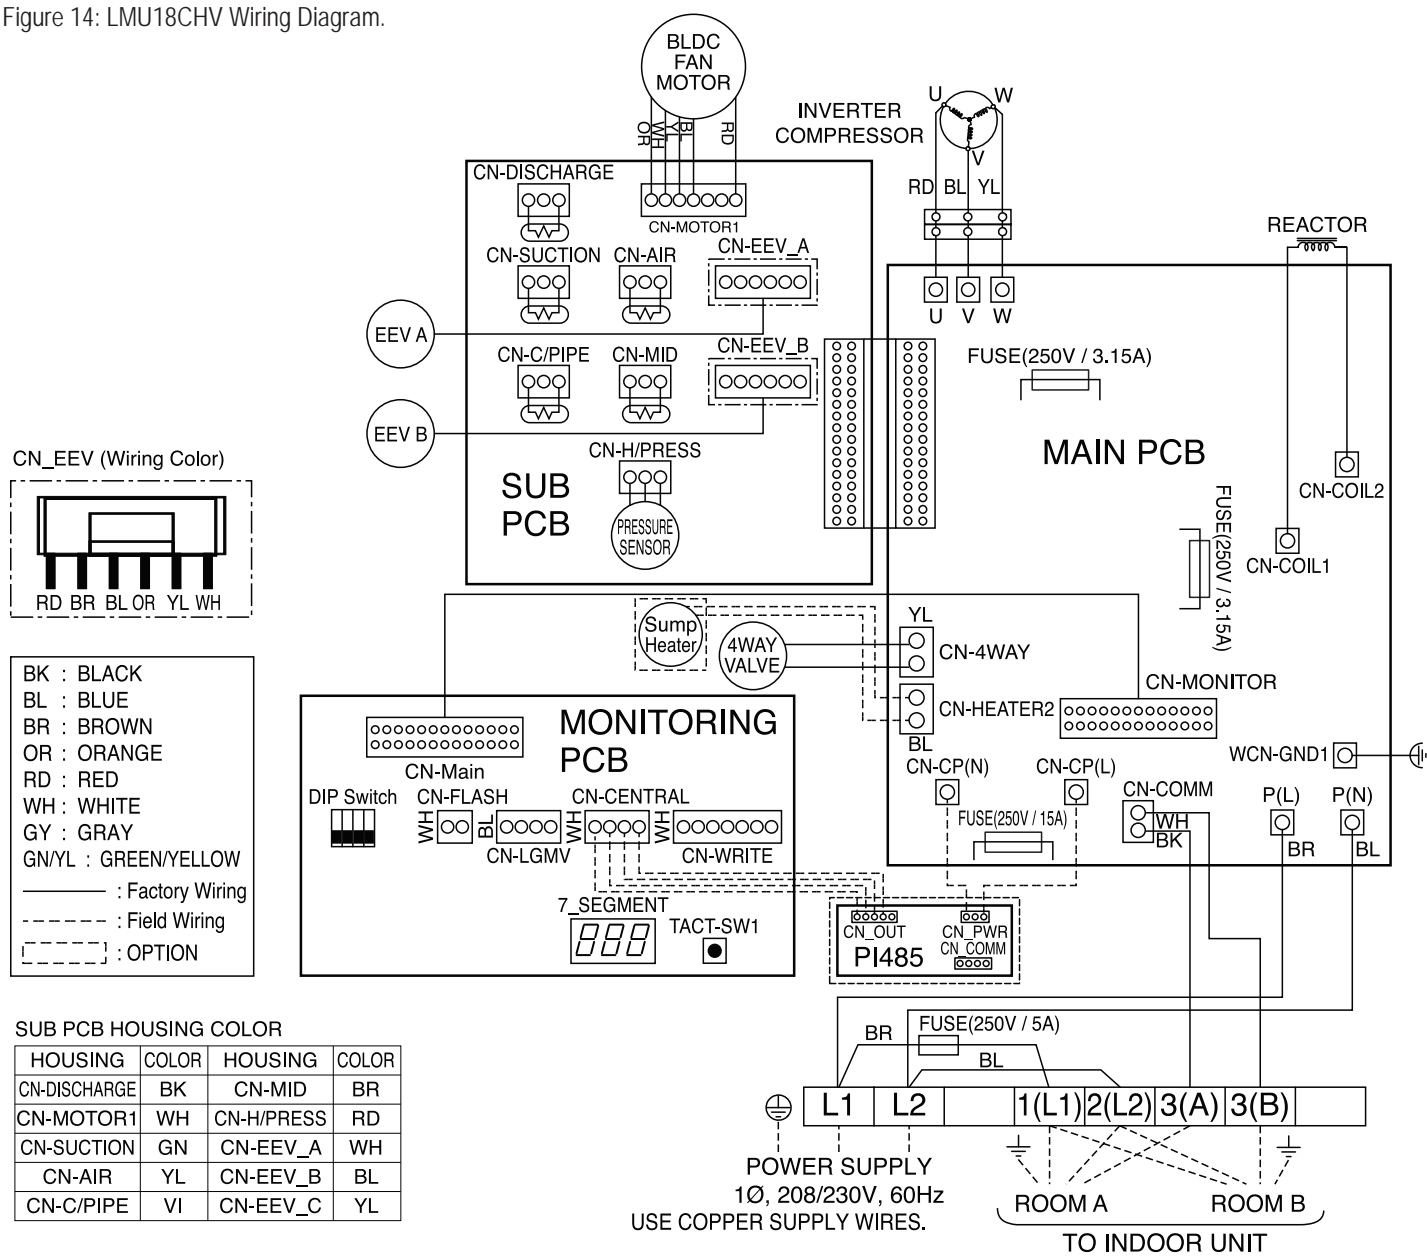 Figure 14: LMU18CHV Wiring Diagram.
BLDC
FAN
MOTOR
OR
WH
YL
BL
RD
INVERTER
COMPRESSOR
U
W
V
RD
BL
YL
REACTOR
CN-DISCHARGE
CN-MOTOR1
CN-SUCTION
CN-AIR
CN-EEV_A
EEV A
CN-C/PIPE
CN-MID
CN-EEV_B
EEV B
CN-H/PRESS
SUB
PCB
PRESSURE
SENSOR
U
V
W
FUSE(250V / 3.15A)
MAIN PCB
CN-COIL2
FUSE(250V / 3.15A)
CN-COIL1
CN_EEV (Wiring Color)
RD BR BL OR YL WH
Sump
Heater
4WAY
VALVE
YL
CN-4WAY
CN-HEATER2
BL
CN-MONITOR
WCN-GND1
CN-CP(N)
CN-CP(L)
CN-COMM
WH
BK
P(L)
P(N)
BR
BL
FUSE(250V / 15A)
BK : BLACK
BL : BLUE
BR : BROWN
OR : ORANGE
RD : RED
WH : WHITE
GY : GRAY
GN/YL : GREEN/YELLOW
: Factory Wiring
: Field Wiring
: OPTION
MONITORING
PCB
CN-Main
DIP Switch
CN-FLASH
CN-CENTRAL
WH
BL
WH
WH
CN-LGMV
CN-WRITE
7_SEGMENT
TACT-SW1
CN_OUT
CN_PWR
CN_COMM
PI485
SUB PCB HOUSING COLOR
HOUSING COLOR HOUSING COLOR
CN-DISCHARGE BK CN-MID BR
CN-MOTOR1 WH CN-H/PRESS RD
CN-SUCTION GN CN-EEV_A WH
CN-AIR YL CN-EEV_B BL
CN-C/PIPE VI CN-EEV_C YL
BR
FUSE(250V / 5A)
BL
L1 L2 1(L1) 2(L2) 3(A) 3(B)
POWER SUPPLY
1Ø, 208/230V, 60Hz
USE COPPER SUPPLY WIRES.
ROOM A
ROOM B
TO INDOOR UNIT